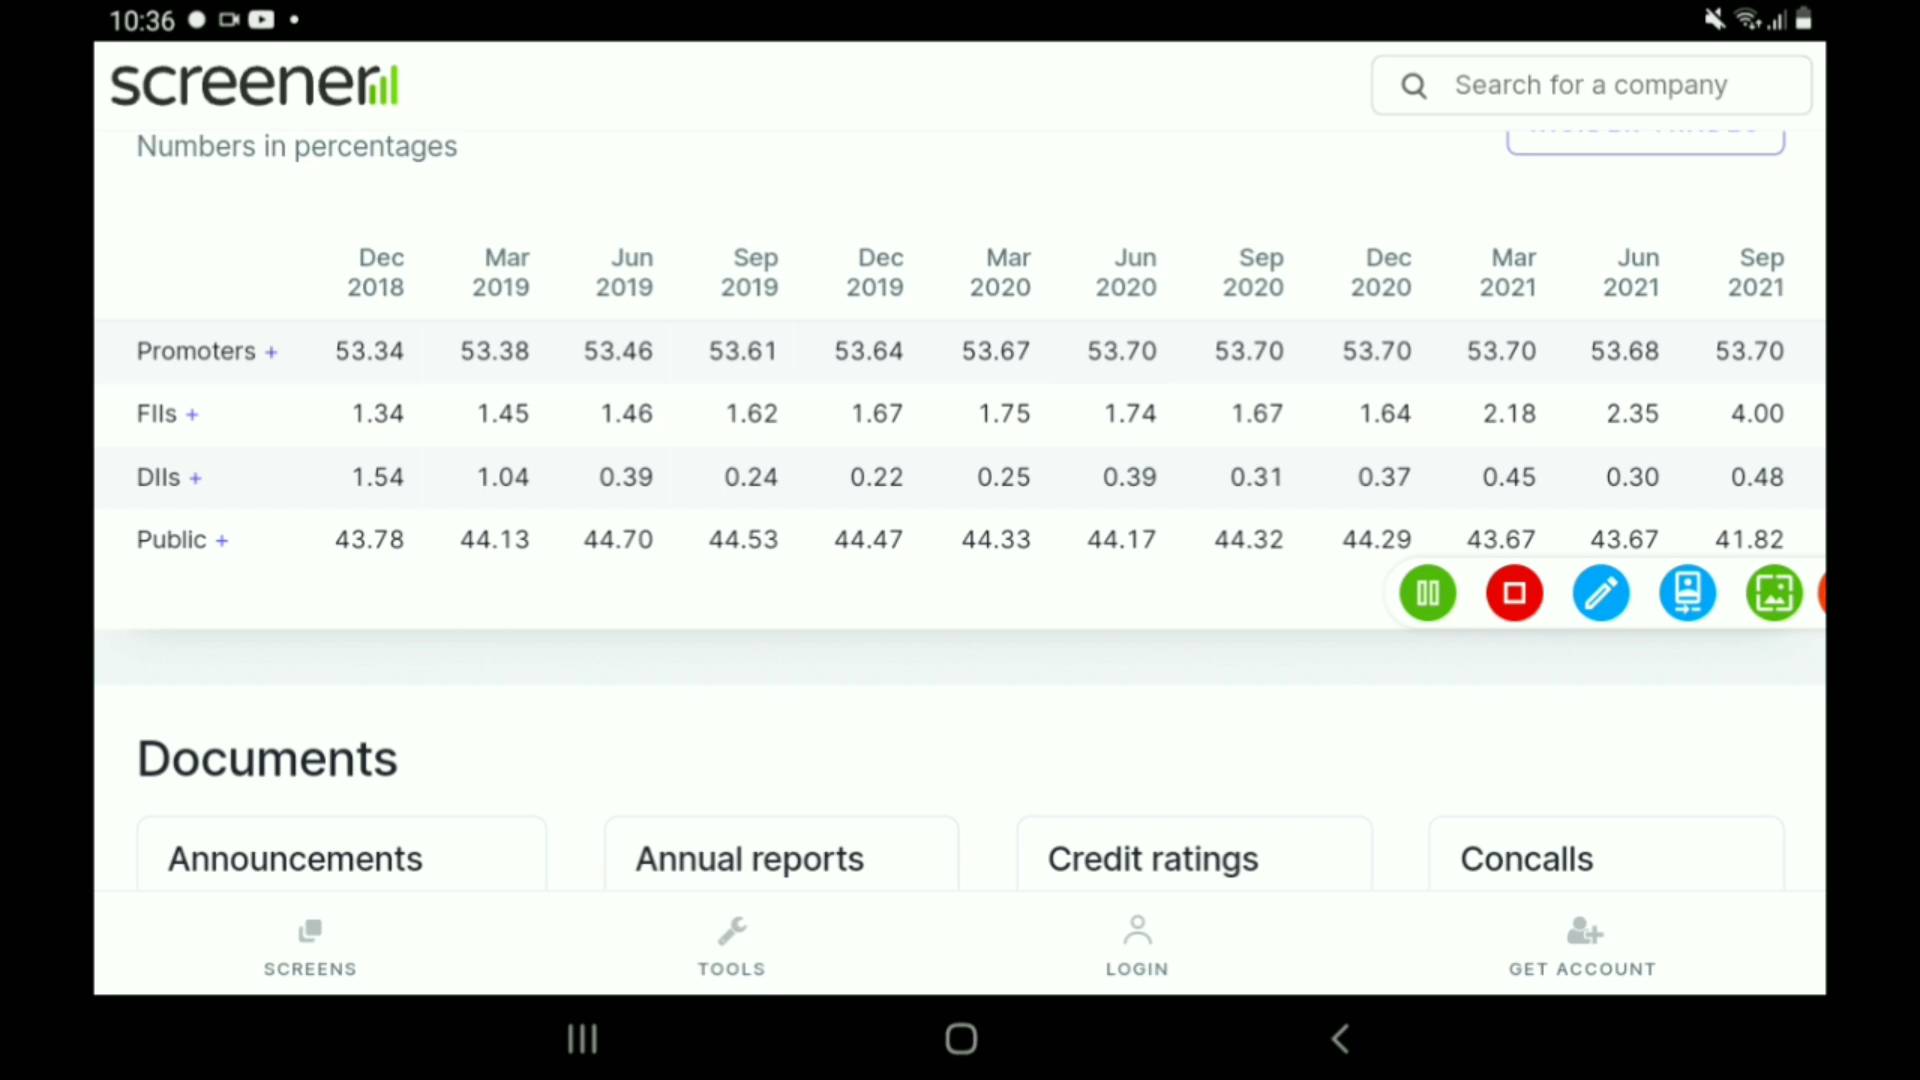 10:36
screener
Search for a company
Numbers in percentages
Dec 2018 Mar 2019 Jun 2019 Sep 2019 Dec 2019 Mar 2020 Jun 2020 Sep 2020 Dec 2020 Mar 2021 Jun 2021 Sep 2021
Promoters + 53.34 53.38 53.46 53.61 53.64 53.67 53.70 53.70 53.70 53.70 53.68 53.70
FIIs + 1.34 1.45 1.46 1.62 1.67 1.75 1.74 1.67 1.64 2.18 2.35 4.00
DIIs + 1.54 1.04 0.39 0.24 0.22 0.25 0.39 0.31 0.37 0.45 0.30 0.48
Public + 43.78 44.13 44.70 44.53 44.47 44.33 44.17 44.32 44.29 43.67 43.67 41.82
Documents
Announcements Annual reports Credit ratings Concalls
SCREENS TOOLS LOGIN GET ACCOUNT